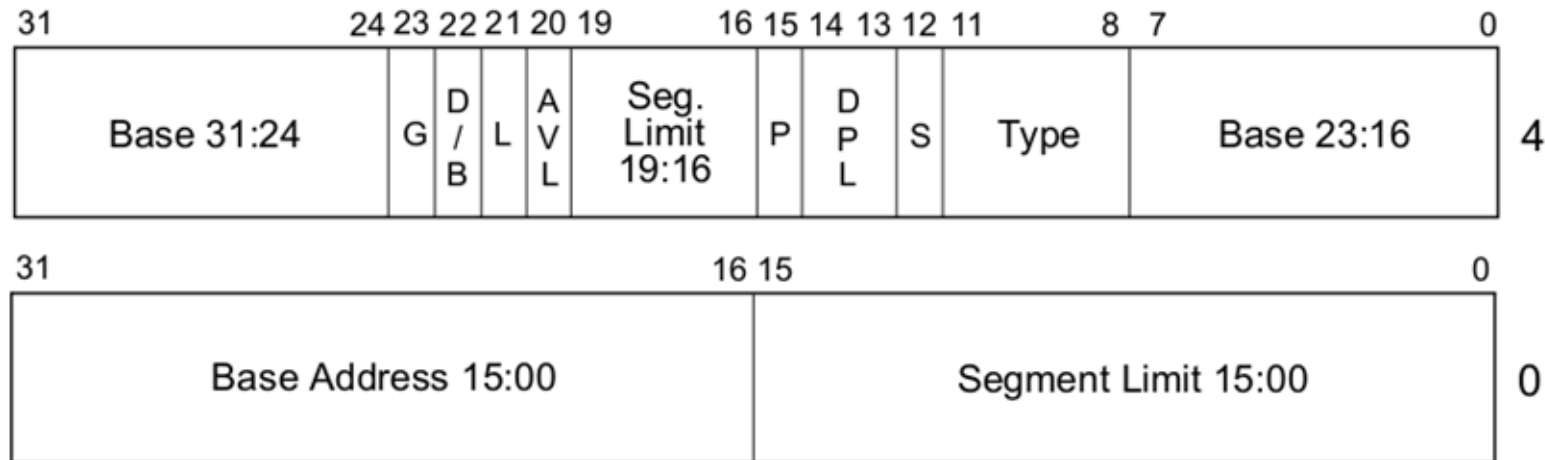 31 24 23 22 21 20 19 16 15 14 13 12 11 8 7 0
Base 31:24 G D/B L AVL Seg. Limit 19:16 P DPL S Type Base 23:16 4
31 16 15 0
Base Address 15:00 Segment Limit 15:00 0